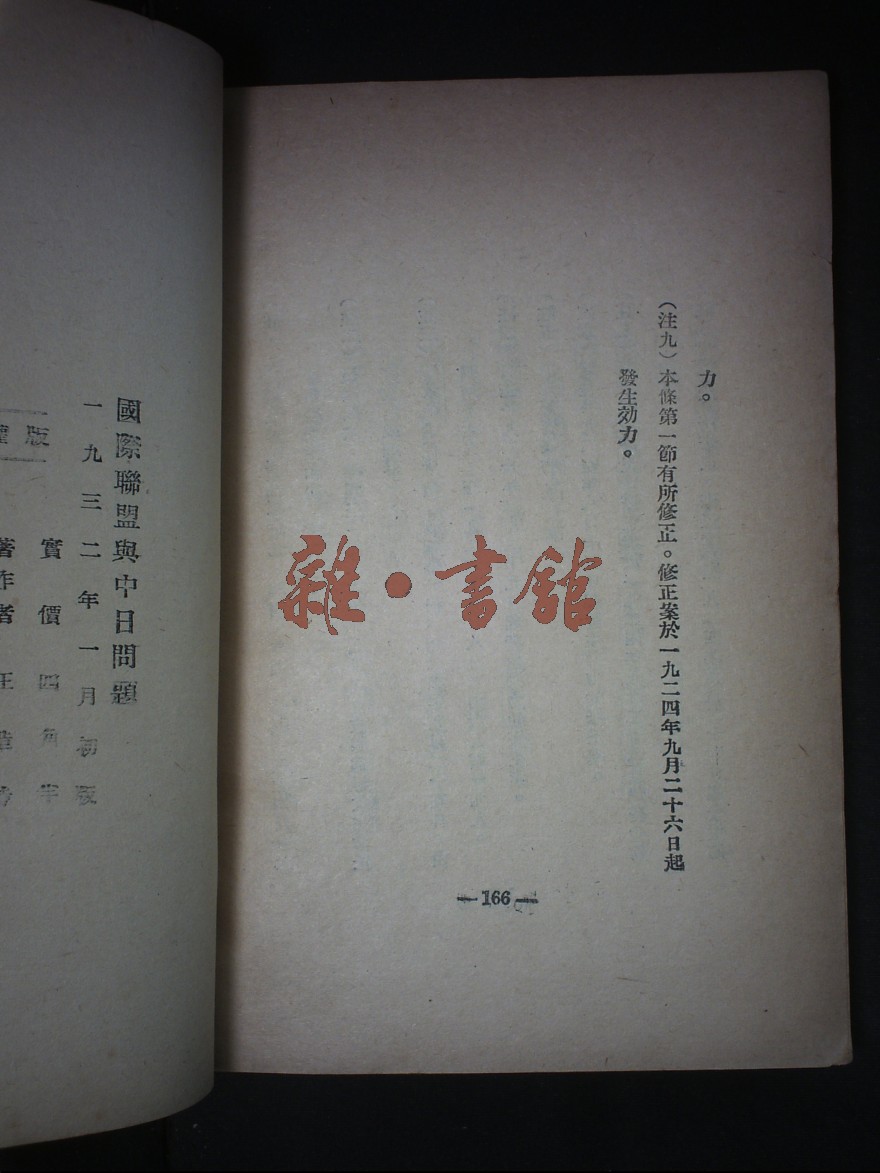 力。
（注九）本條第一節有所修正。修正案於一九二四年九月二十六日起
發生効力。
—166—
雜•書館
國際聯盟與中日問題
一九三二年一月初版
實價四角半
著作者 王
版權